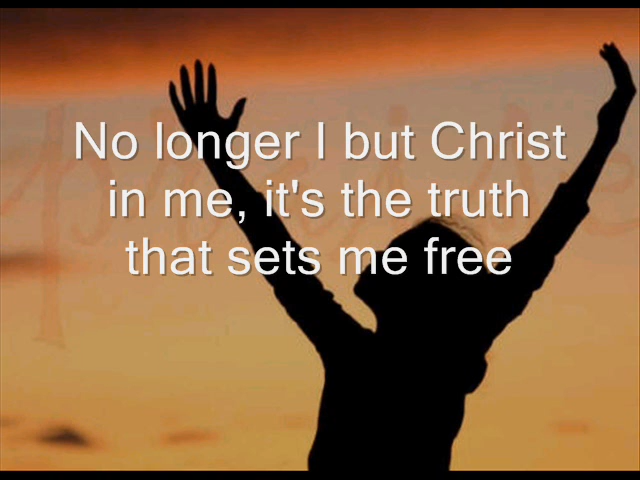 No longer I but Christ
in me, it's the truth
that sets me free